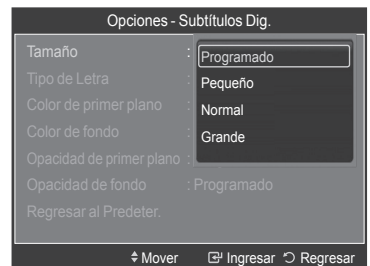 Opciones - Subtítulos Dig.
Tamaño : Programado
Tipo de Letra : Pequeño
Color de primer plano : Normal
Color de fondo : Grande
Opacidad de primer plano :
Opacidad de fondo : Programado
Regresar al Predeter.
Mover Ingresar Regresar